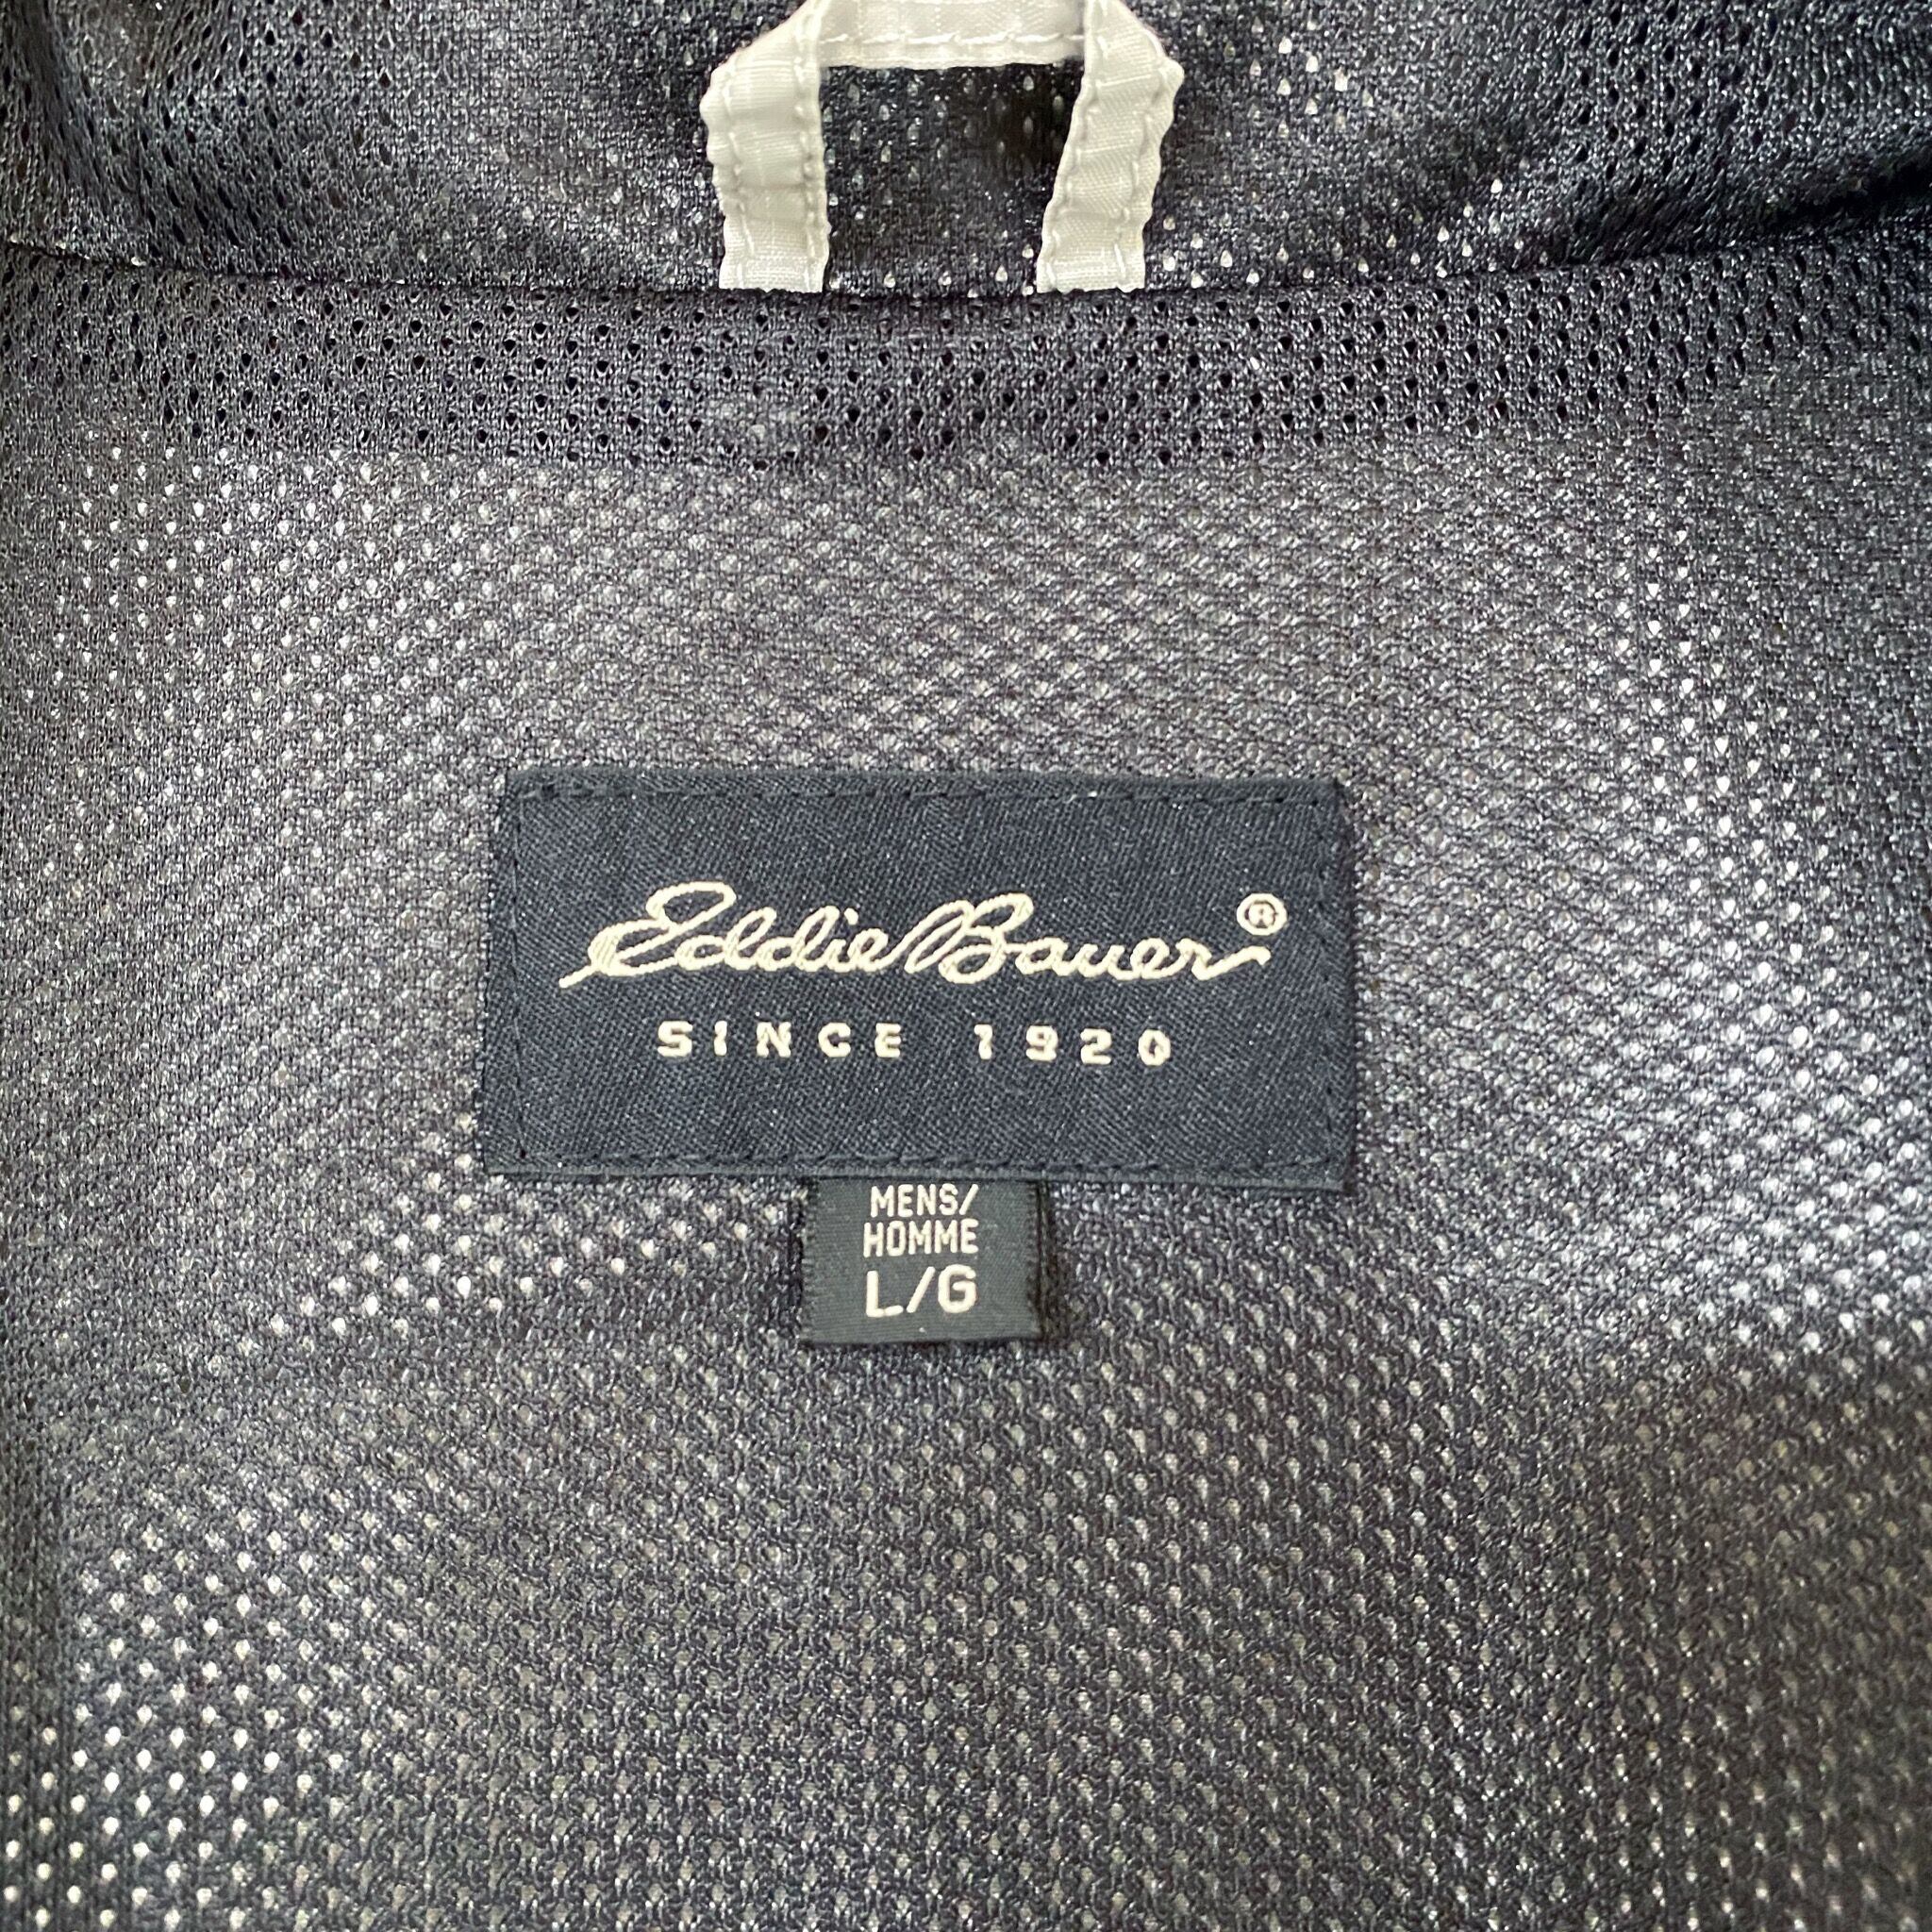 Eddie Bauer®
SINCE 1920
MENS/
HOMME
L/G